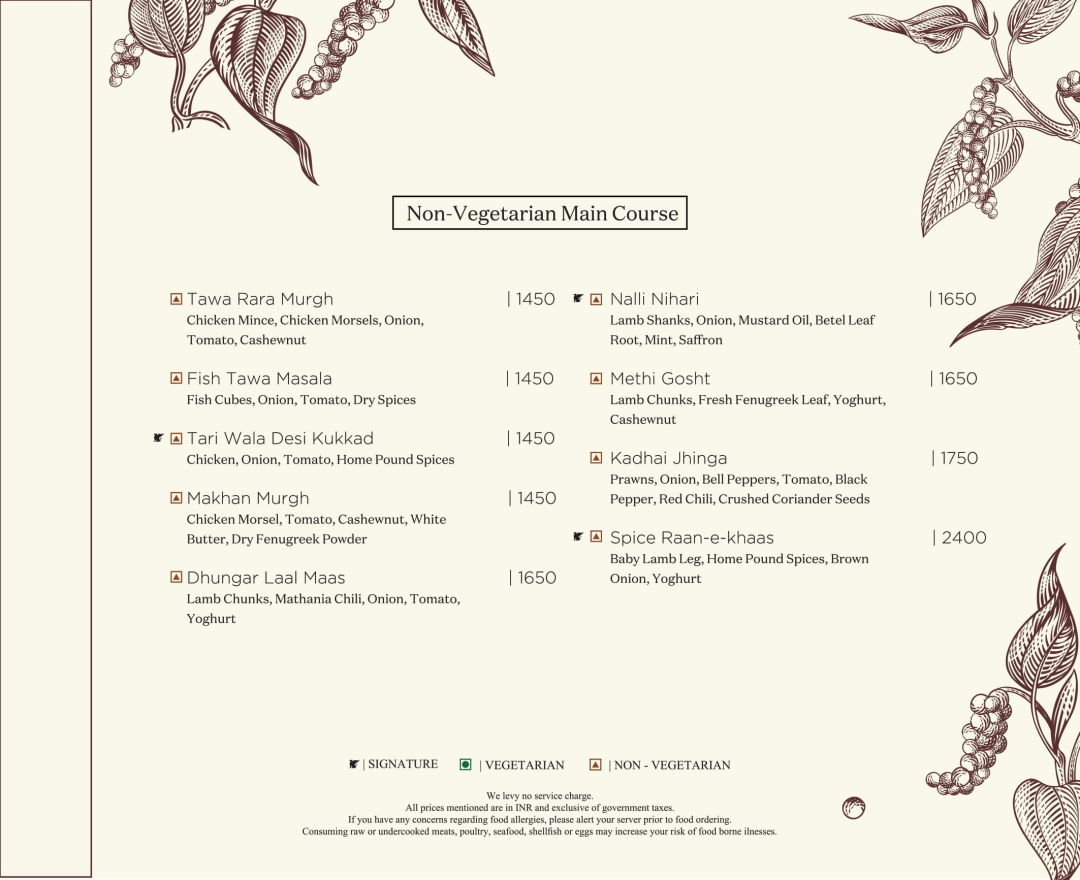 Non-Vegetarian Main Course
Tawa Rara Murgh | 1450
Chicken Mince, Chicken Morsels, Onion,
Tomato, Cashewnut
Fish Tawa Masala | 1450
Fish Cubes, Onion, Tomato, Dry Spices
Tari Wala Desi Kukkad | 1450
Chicken, Onion, Tomato, Home Pound Spices
Makhan Murgh | 1450
Chicken Morsel, Tomato, Cashewnut, White
Butter, Dry Fenugreek Powder
Dhungar Laal Maas | 1650
Lamb Chunks, Mathania Chili, Onion, Tomato,
Yoghurt
Nalli Nihari | 1650
Lamb Shanks, Onion, Mustard Oil, Betel Leaf
Root, Mint, Saffron
Methi Gosht | 1650
Lamb Chunks, Fresh Fenugreek Leaf, Yoghurt,
Cashewnut
Kadhai Jhinga | 1750
Prawns, Onion, Bell Peppers, Tomato, Black
Pepper, Red Chili, Crushed Coriander Seeds
Spice Raan-e-khaas | 2400
Baby Lamb Leg, Home Pound Spices, Brown
Onion, Yoghurt
| SIGNATURE | VEGETARIAN | NON - VEGETARIAN
We levy no service charge.
All prices mentioned are in INR and exclusive of government taxes.
If you have any concerns regarding food allergies, please alert your server prior to food ordering.
Consuming raw or undercooked meats, poultry, seafood, shellfish or eggs may increase your risk of food borne ilnesses.